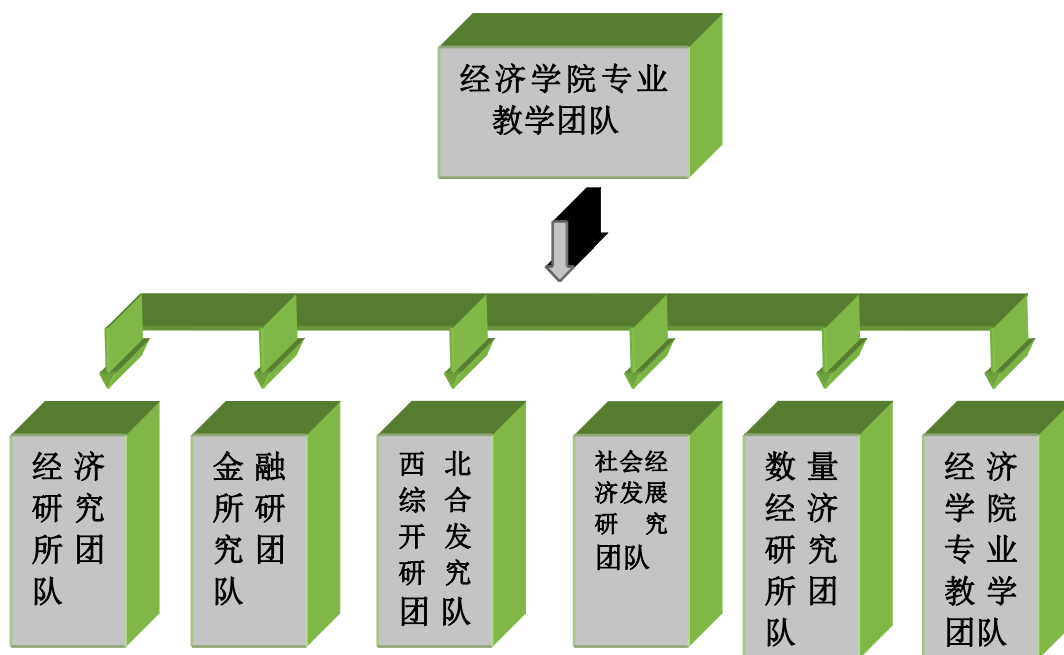 经济学院专业
教学团队
经济
研究
所团
队
金融
所研
究团
队
西北
综合
开发
研究
团队
社会经
济发展
研究
团队
数量
经济
研究
所团
队
经济
学院
专业
教学
团队